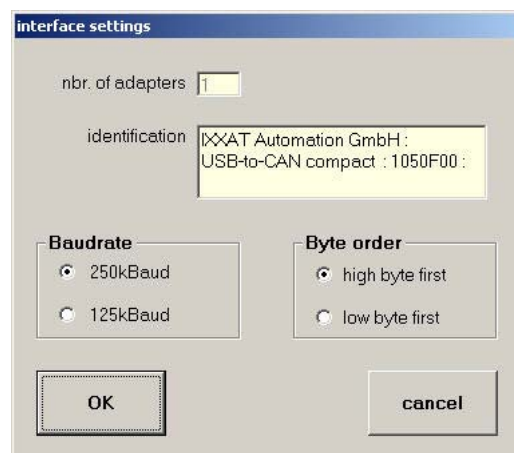 interface settings
nbr. of adapters 1
identification IXXAT Automation GmbH :
USB-to-CAN compact : 1050F00 :
Baudrate
250kBaud
125kBaud
Byte order
high byte first
low byte first
OK
cancel